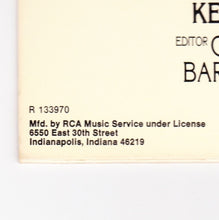 KE
EDITOR
BAR
R 133970
Mfd. by RCA Music Service under License
6550 East 30th Street
Indianapolis, Indiana 46219